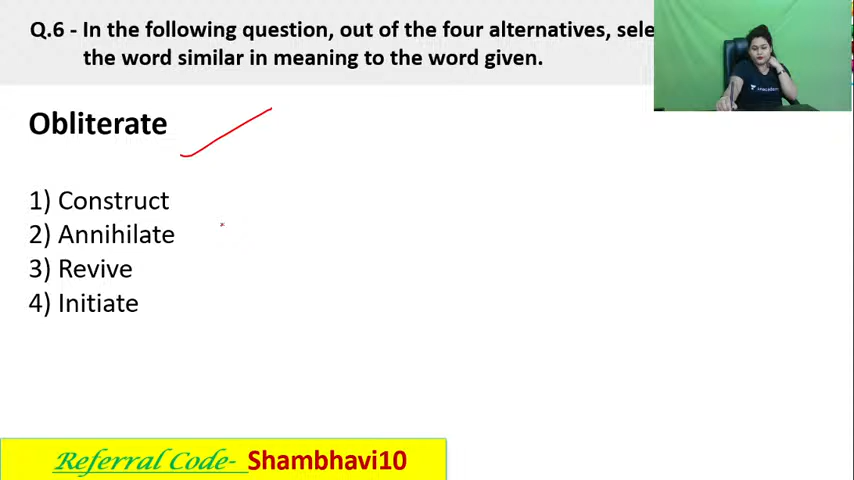 Q.6 - In the following question, out of the four alternatives, sele
the word similar in meaning to the word given.
Obliterate
1) Construct
2) Annihilate
3) Revive
4) Initiate
Referral Code- Shambhavi10